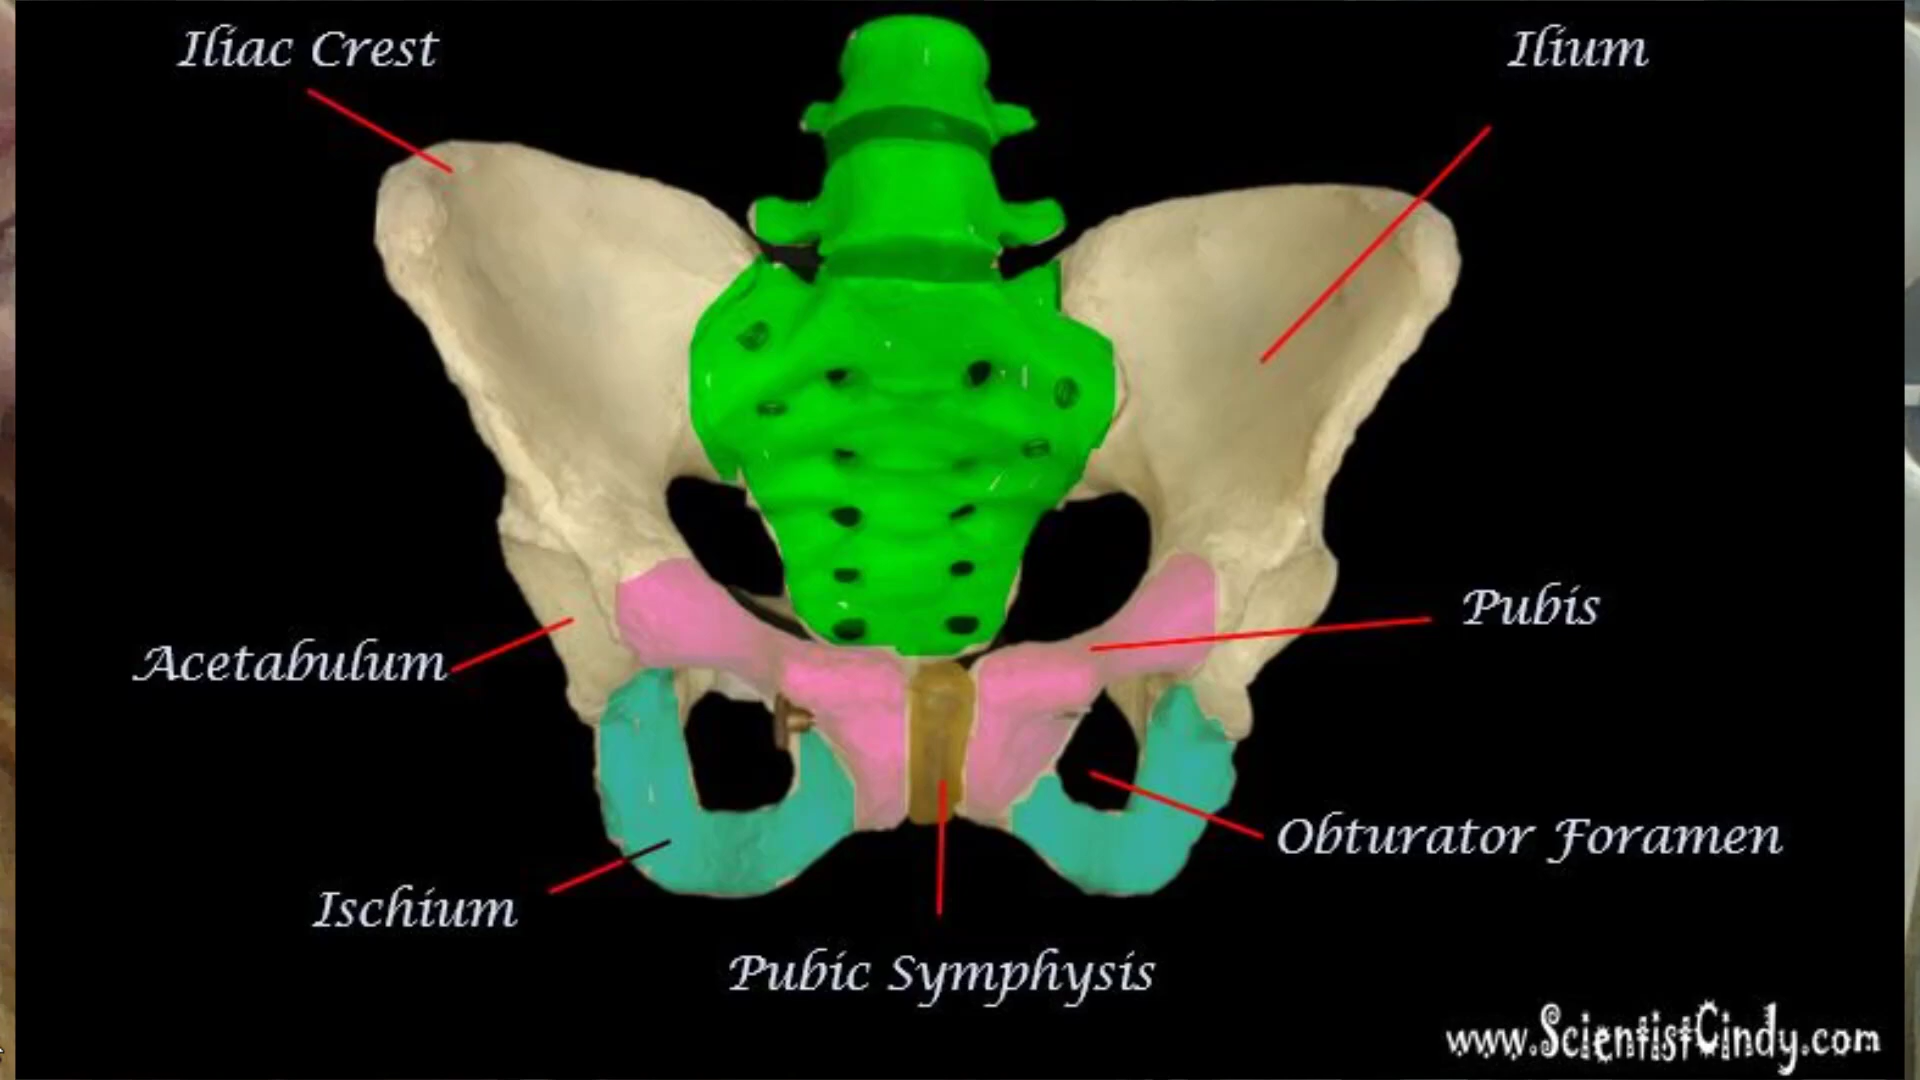 Iliac Crest
Ilium
Pubis
Acetabulum
Obturator Foramen
Ischium
Pubic Symphysis
www.ScientistCindy.com